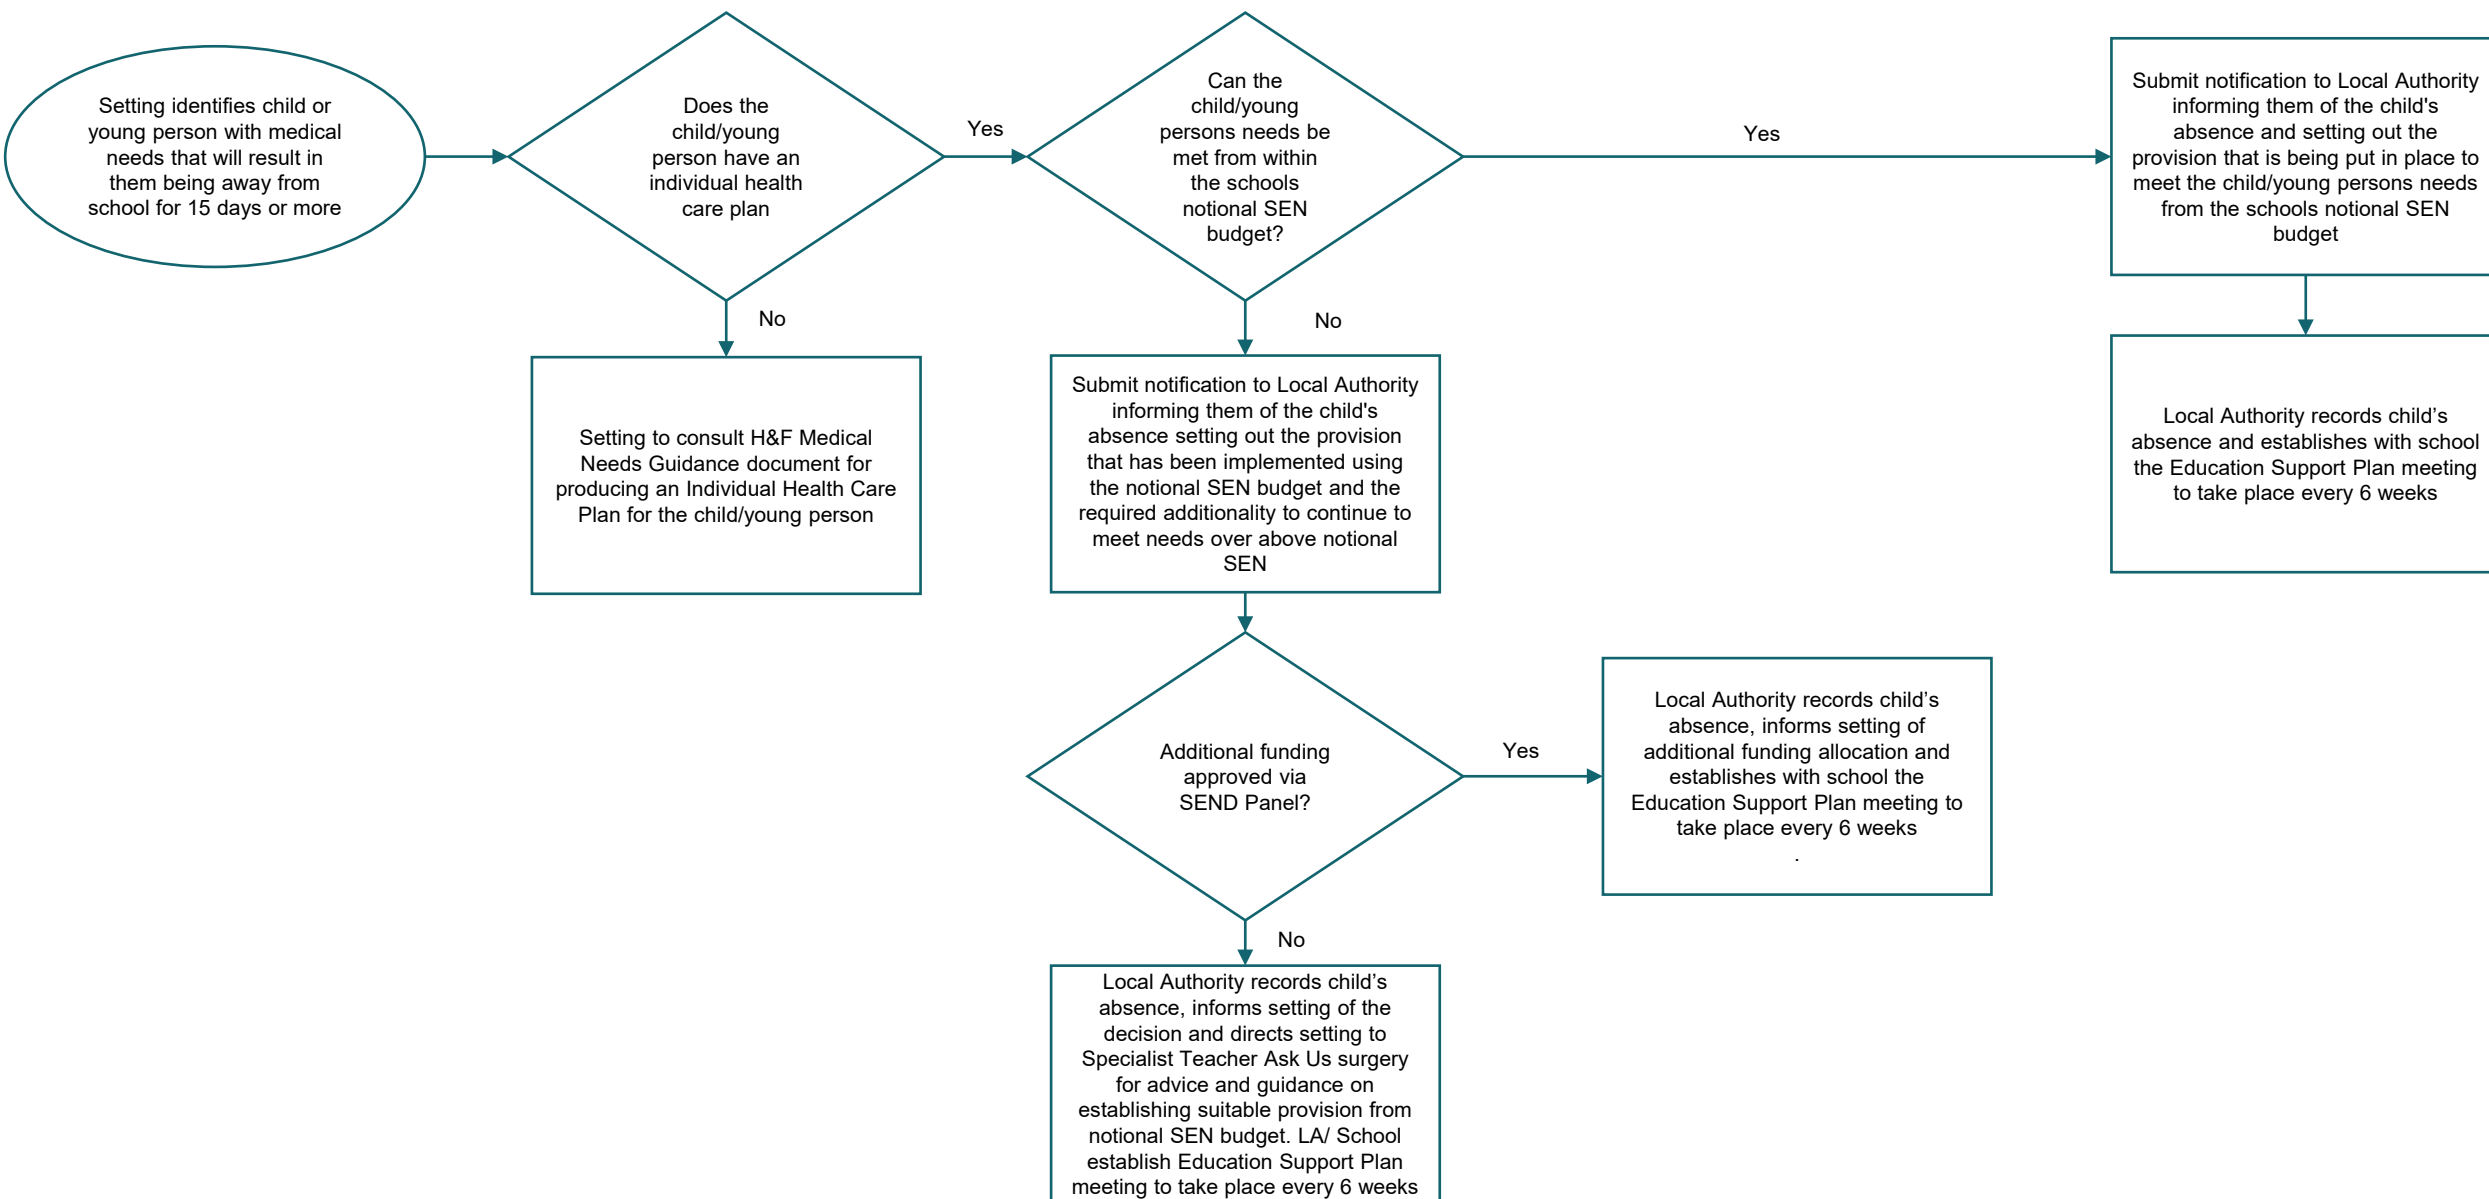 Setting identifies child or
young person with medical
needs that will result in
them being away from
school for 15 days or more
Does the
child/young
person have an
individual health
care plan
Yes
Can the
child/young
persons needs be
met from within
the schools
notional SEN
budget?
Yes
Submit notification to Local Authority
informing them of the child's
absence and setting out the
provision that is being put in place to
meet the child/young persons needs
from the schools notional SEN
budget
No
Setting to consult H&F Medical
Needs Guidance document for
producing an Individual Health Care
Plan for the child/young person
No
Submit notification to Local Authority
informing them of the child's
absence setting out the provision
that has been implemented using
the notional SEN budget and the
required additionality to continue to
meet needs over above notional
SEN
Local Authority records child’s
absence and establishes with school
the Education Support Plan meeting
to take place every 6 weeks
Additional funding
approved via
SEND Panel?
Yes
Local Authority records child’s
absence, informs setting of
additional funding allocation and
establishes with school the
Education Support Plan meeting to
take place every 6 weeks
.
No
Local Authority records child’s
absence, informs setting of the
decision and directs setting to
Specialist Teacher Ask Us surgery
for advice and guidance on
establishing suitable provision from
notional SEN budget. LA/ School
establish Education Support Plan
meeting to take place every 6 weeks